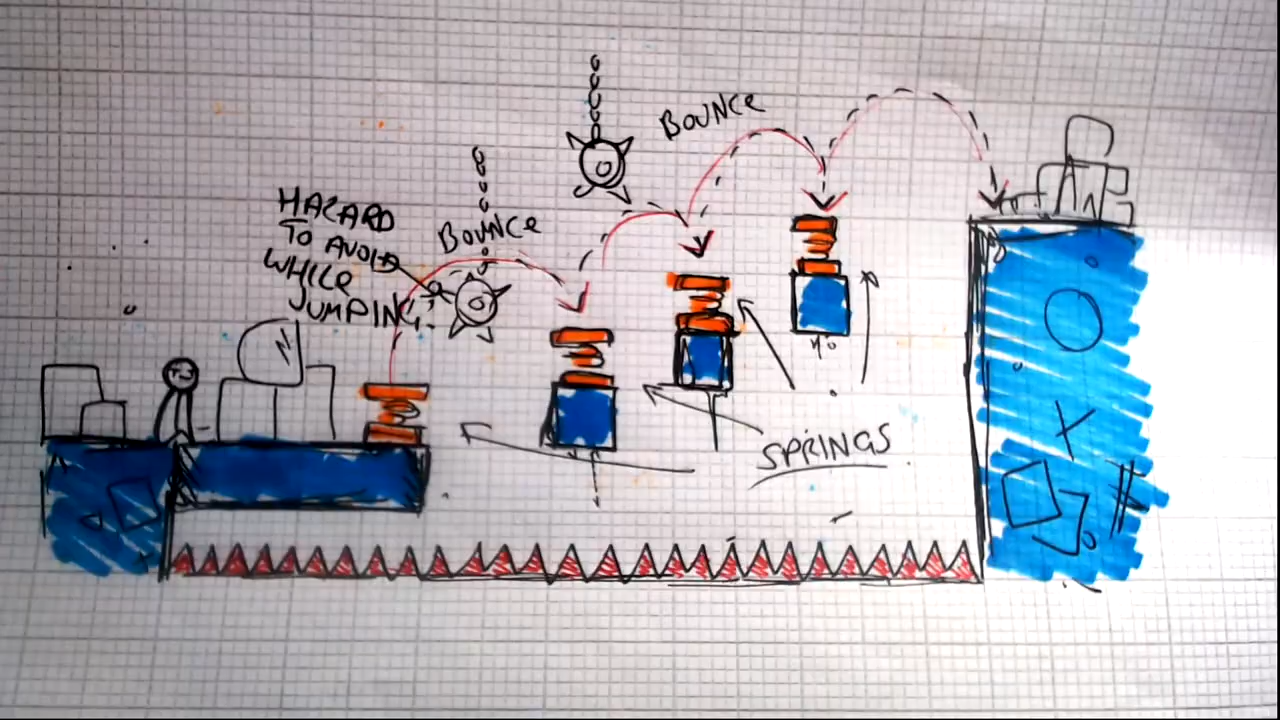 BOUNCE
HAZARD
TO AVOID
WHILE
JUMPING.
BOUNCE
SPRINGS